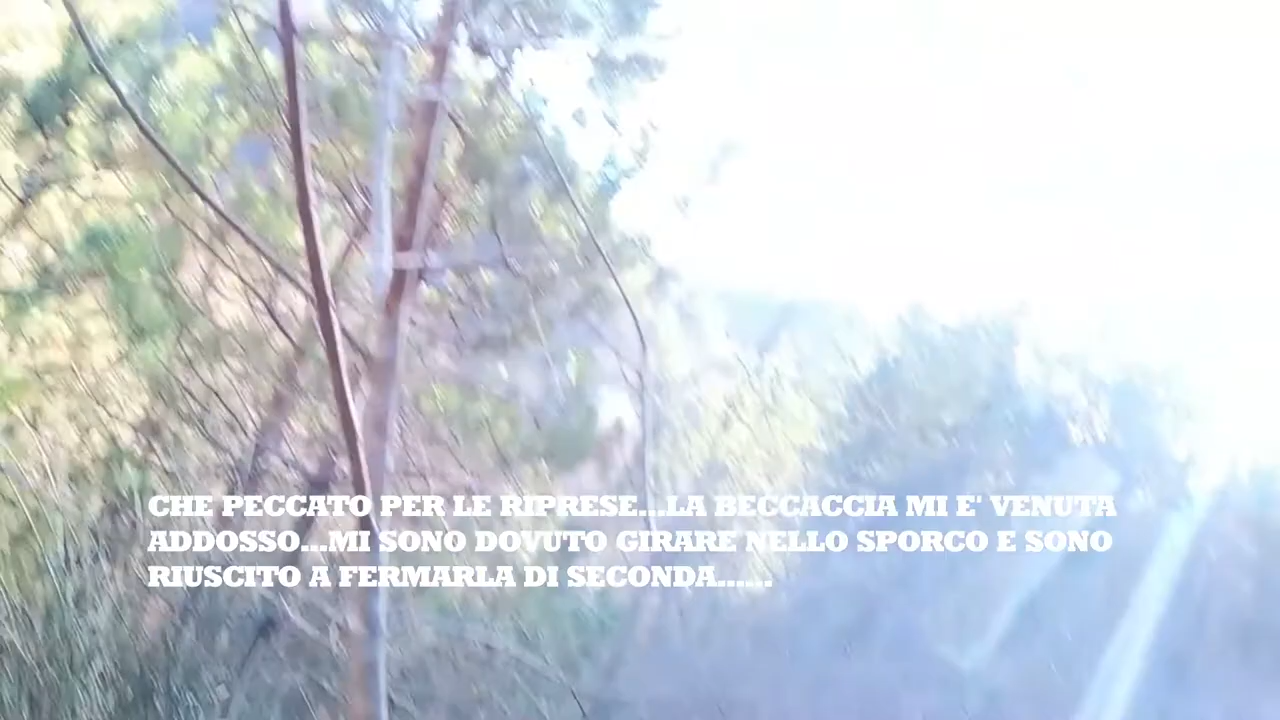 CHE PECCATO PER LE RIPRESE...LA BECCACCIA MI E' VENUTA
ADDOSSO...MI SONO DOVUTO GIRARE NELLO SPORCO E SONO
RIUSCITO A FERMARLA DI SECONDA......